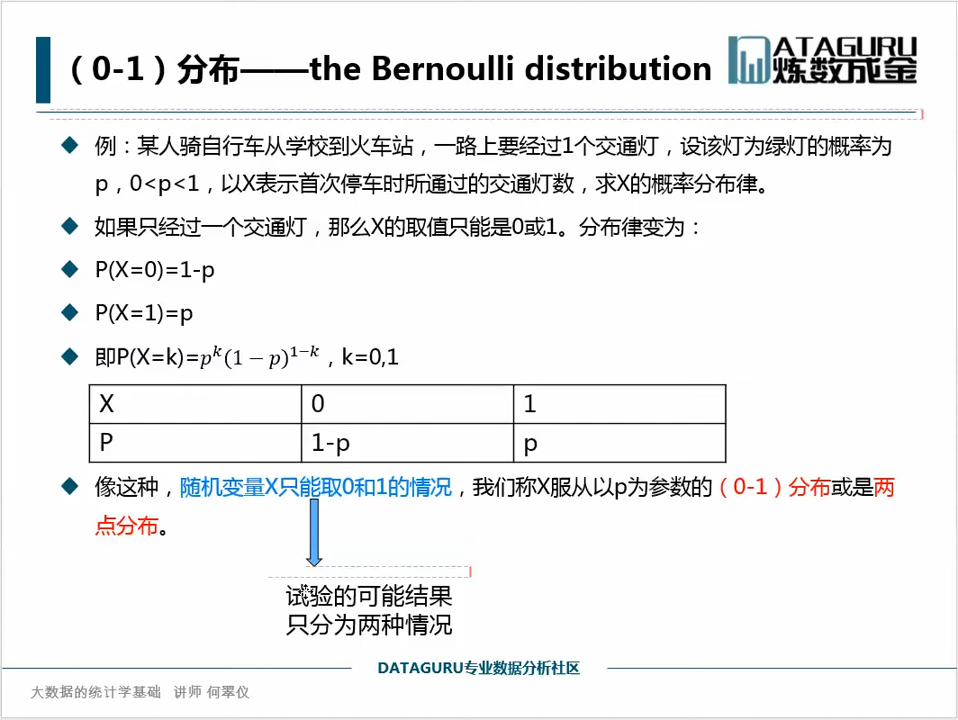 （0-1）分布——the Bernoulli distribution
DATAGURU
炼数成金
例：某人骑自行车从学校到火车站，一路上要经过1个交通灯，设该灯为绿灯的概率为
p，0<p<1，以X表示首次停车时所通过的交通灯数，求X的概率分布律。
如果只经过一个交通灯，那么X的取值只能是0或1。分布律变为：
P(X=0)=1-p
P(X=1)=p
即P(X=k)=p^k(1−p)^{1−k}，k=0,1
X 0 1
P 1-p p
像这种，随机变量X只能取0和1的情况，我们称X服从以p为参数的（0-1）分布或是两
点分布。
试验的可能结果
只分为两种情况
DATAGURU专业数据分析社区
大数据的统计学基础 讲师 何翠仪